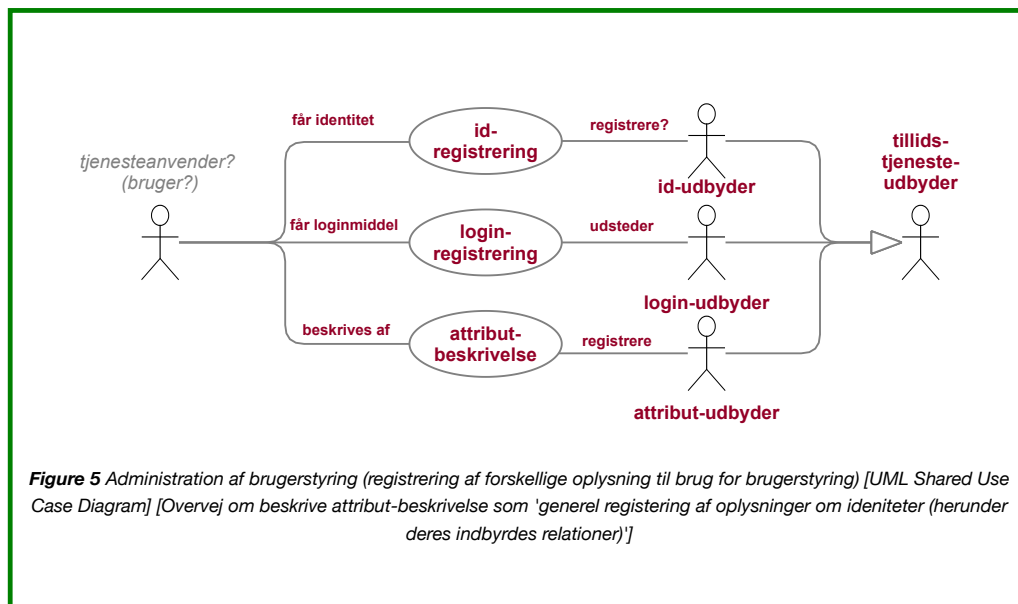 tjenesteanvender?
(bruger?)
får identitet
id-
registrering
registrere?
id-udbyder
tillids-
tjeneste-
udbyder
får loginmiddel
login-
registrering
udsteder
login-udbyder
beskrives af
attribut-
beskrivelse
registrere
attribut-udbyder
Figure 5 Administration af brugerstyring (registrering af forskellige oplysning til brug for brugerstyring) [UML Shared Use
Case Diagram] [Overvej om beskrive attribut-beskrivelse som 'generel registering af oplysninger om ideniteter (herunder
deres indbyrdes relationer)']